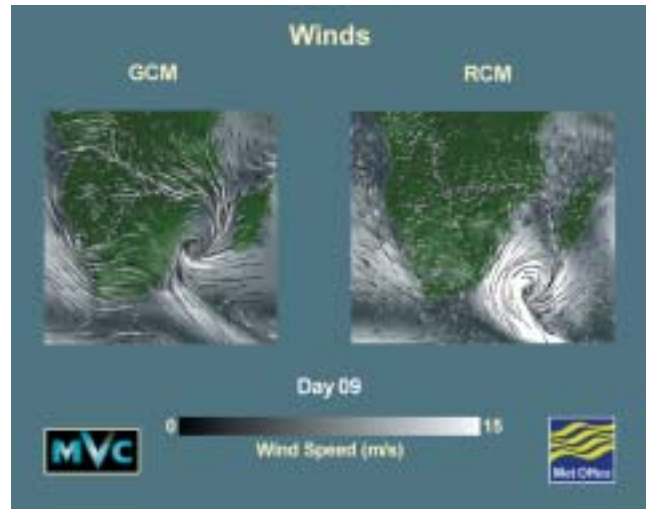 Winds
GCM RCM
Day 09
0 15
Wind Speed (m/s)
MVC
Met Office